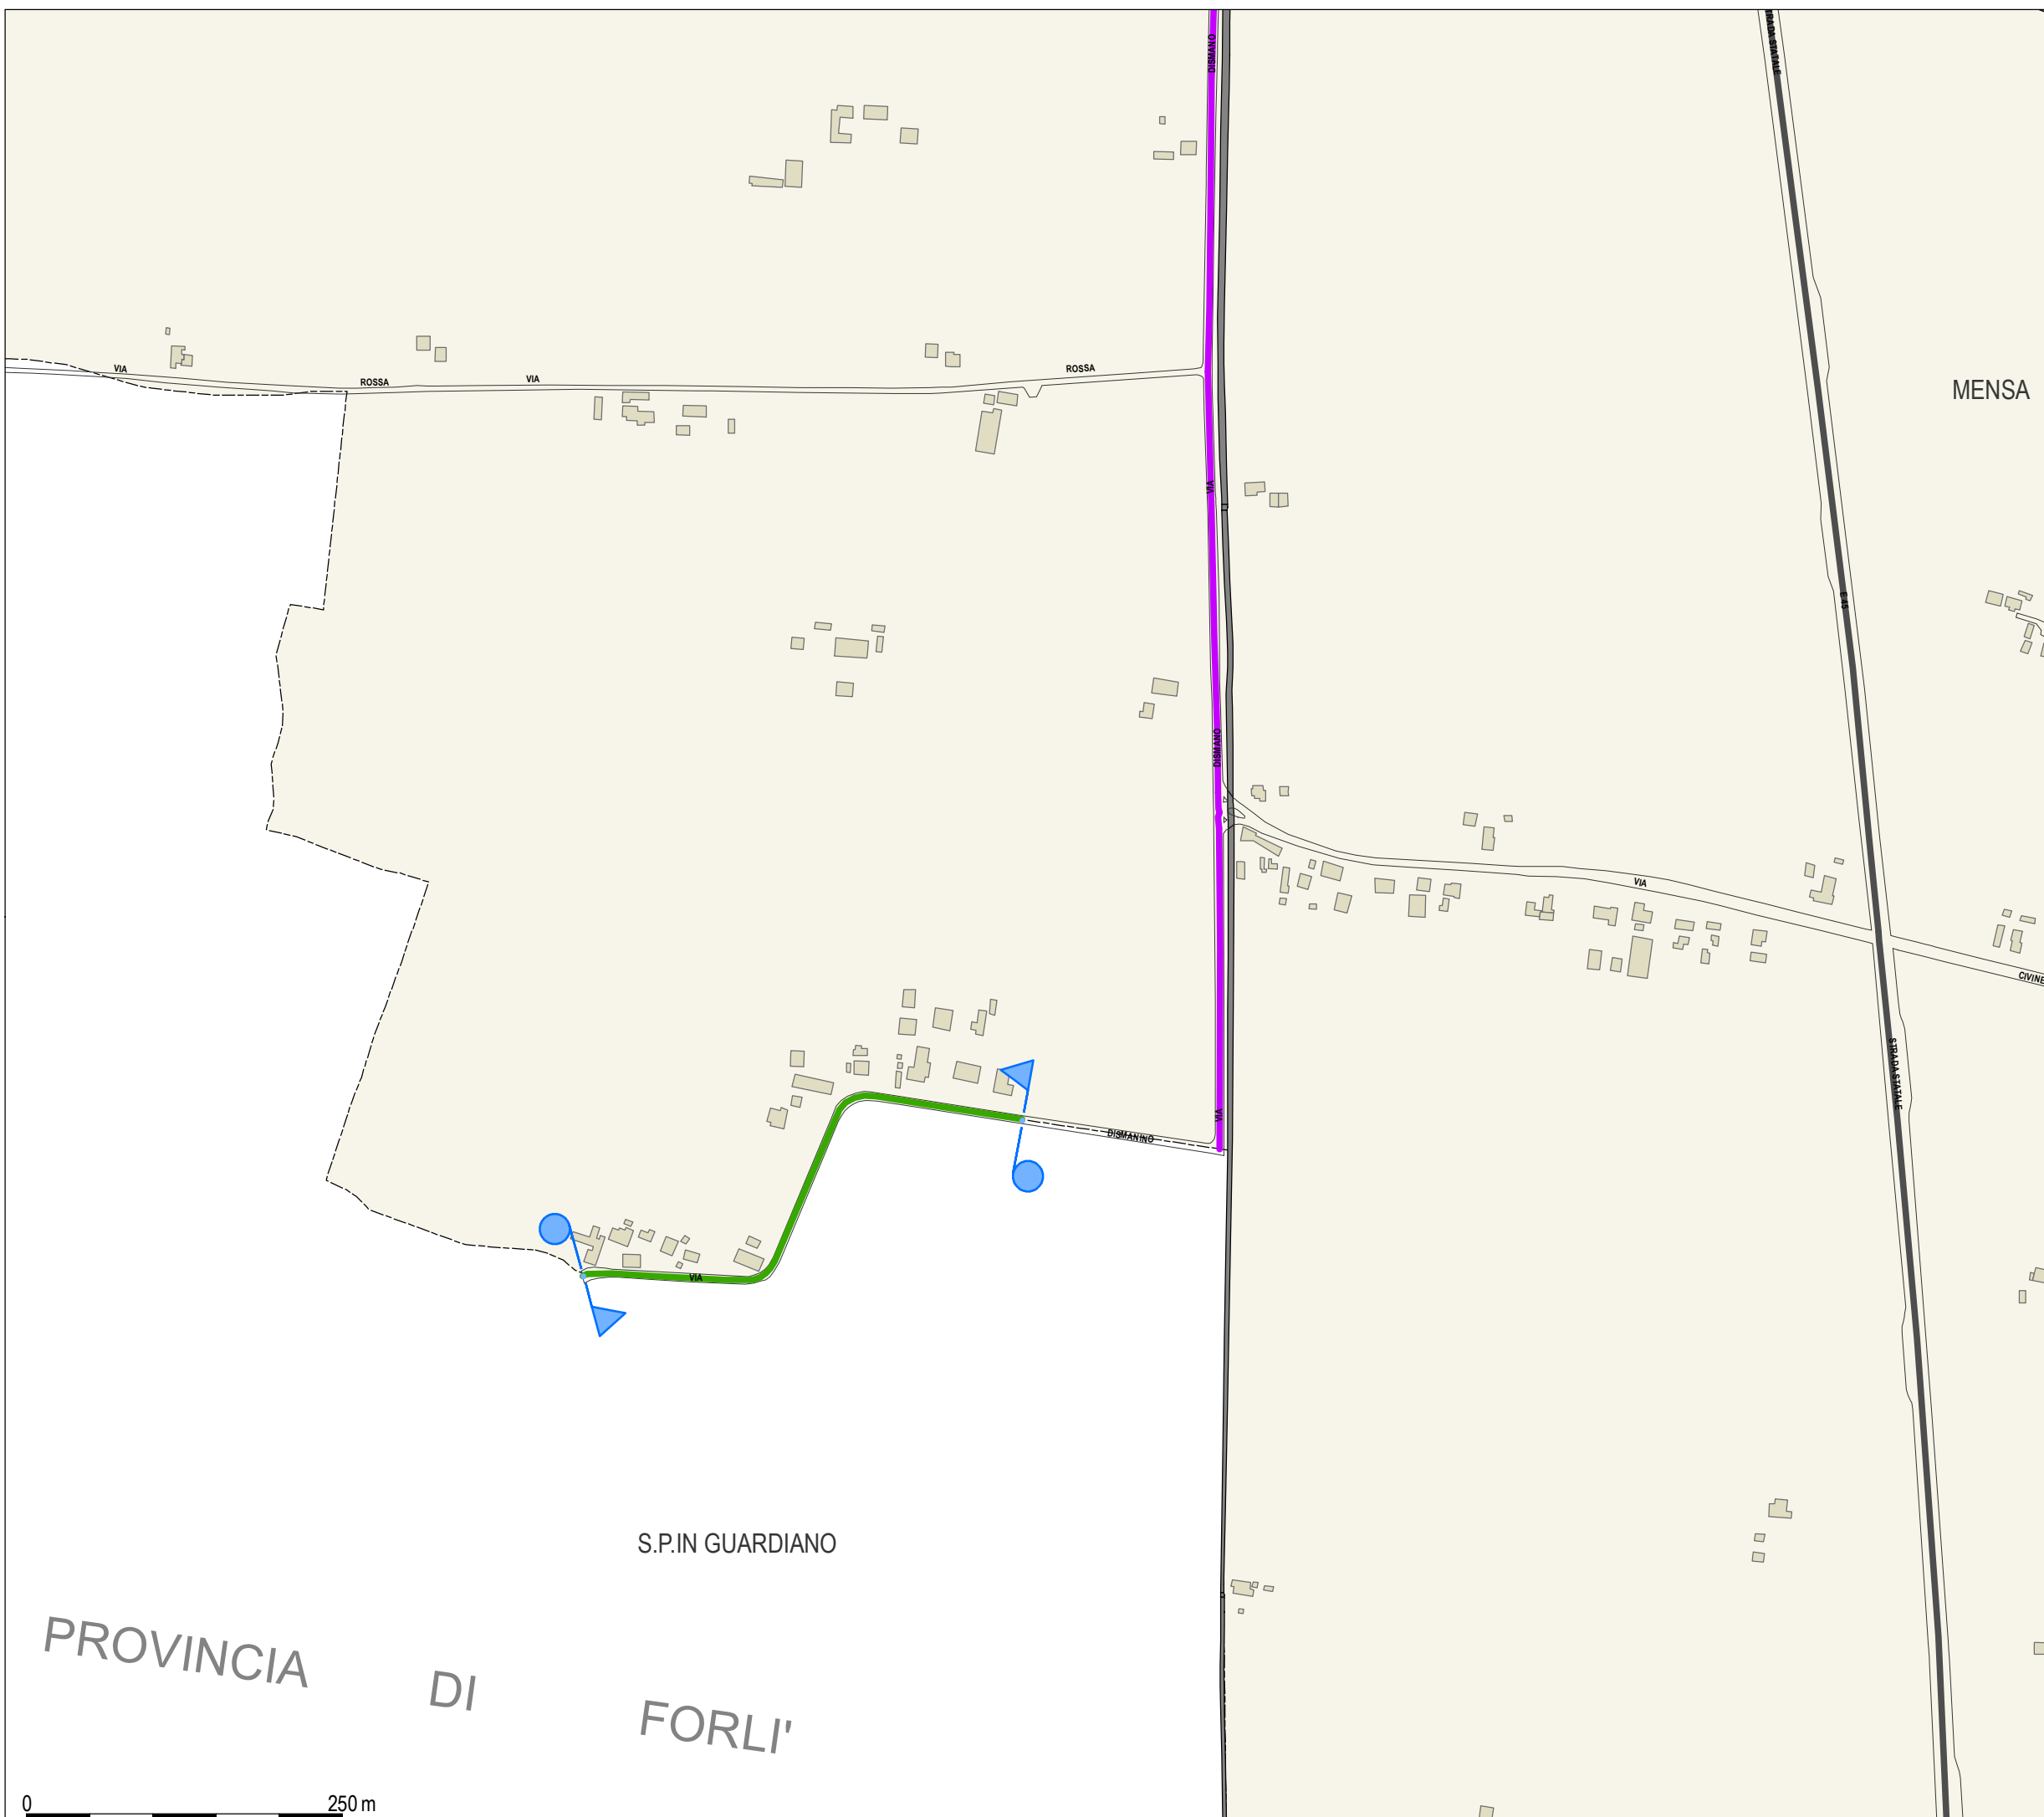 DISMANO
STRADA STATALE
VIA
ROSSA
VIA
ROSSA
MENSA
VIA
E 45
DISMANO
VIA
CIVINE
STRADA STATALE
VIA
DISMANINO
VIA
S.P.IN GUARDIANO
PROVINCIA DI FORLI'
0 250 m